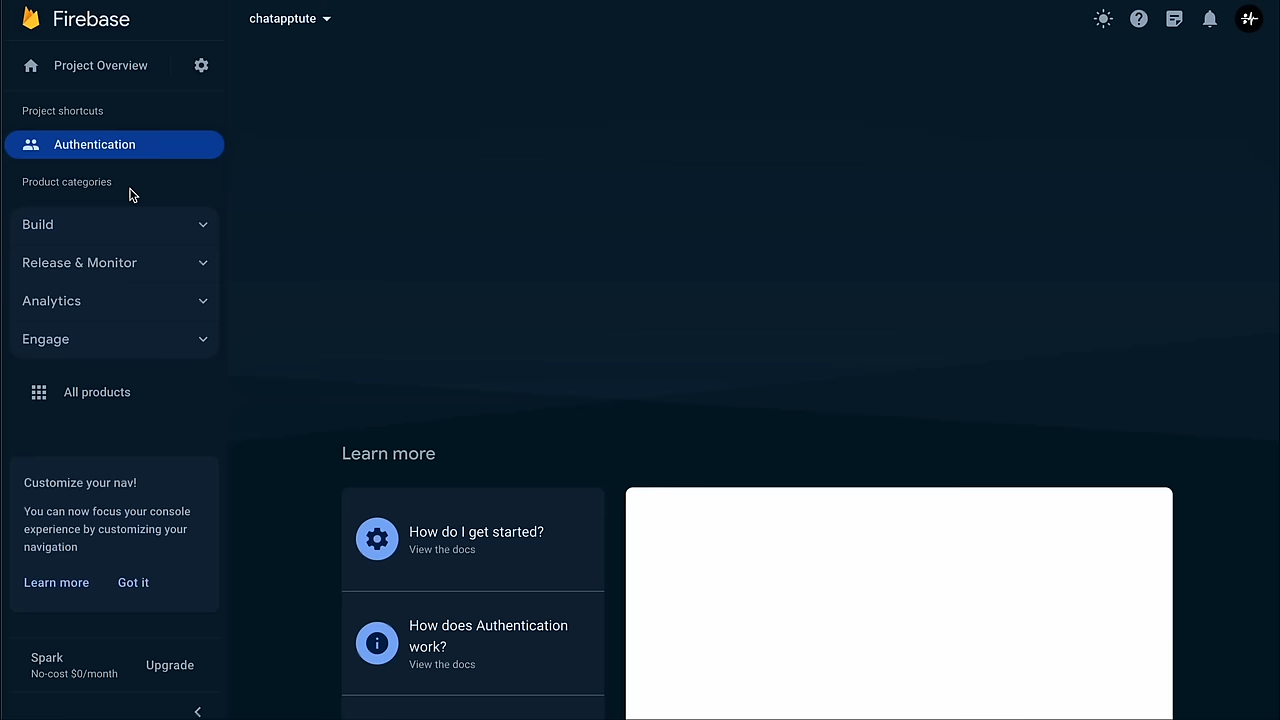 Firebase
chatapptute
Project Overview
Project shortcuts
Authentication
Product categories
Build
Release & Monitor
Analytics
Engage
All products
Customize your nav!
You can now focus your console
experience by customizing your
navigation
Learn more
Got it
Spark
No-cost $0/month
Upgrade
Learn more
How do I get started?
View the docs
How does Authentication
work?
View the docs